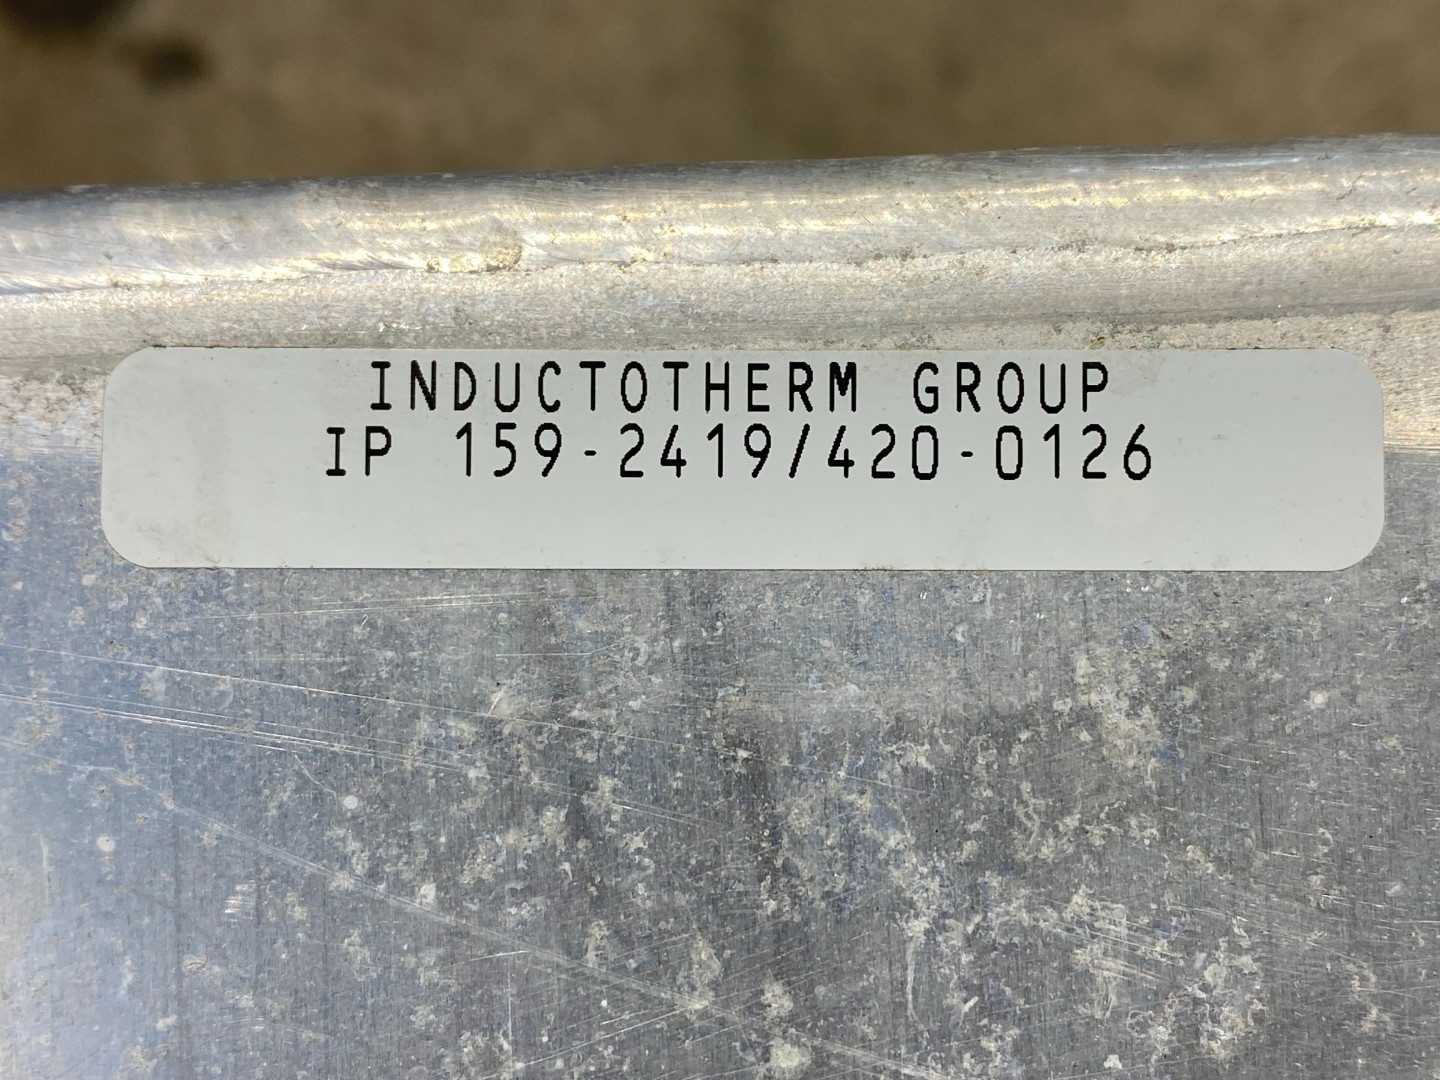 INDUCTOTHERM GROUP
IP 159-2419/420-0126